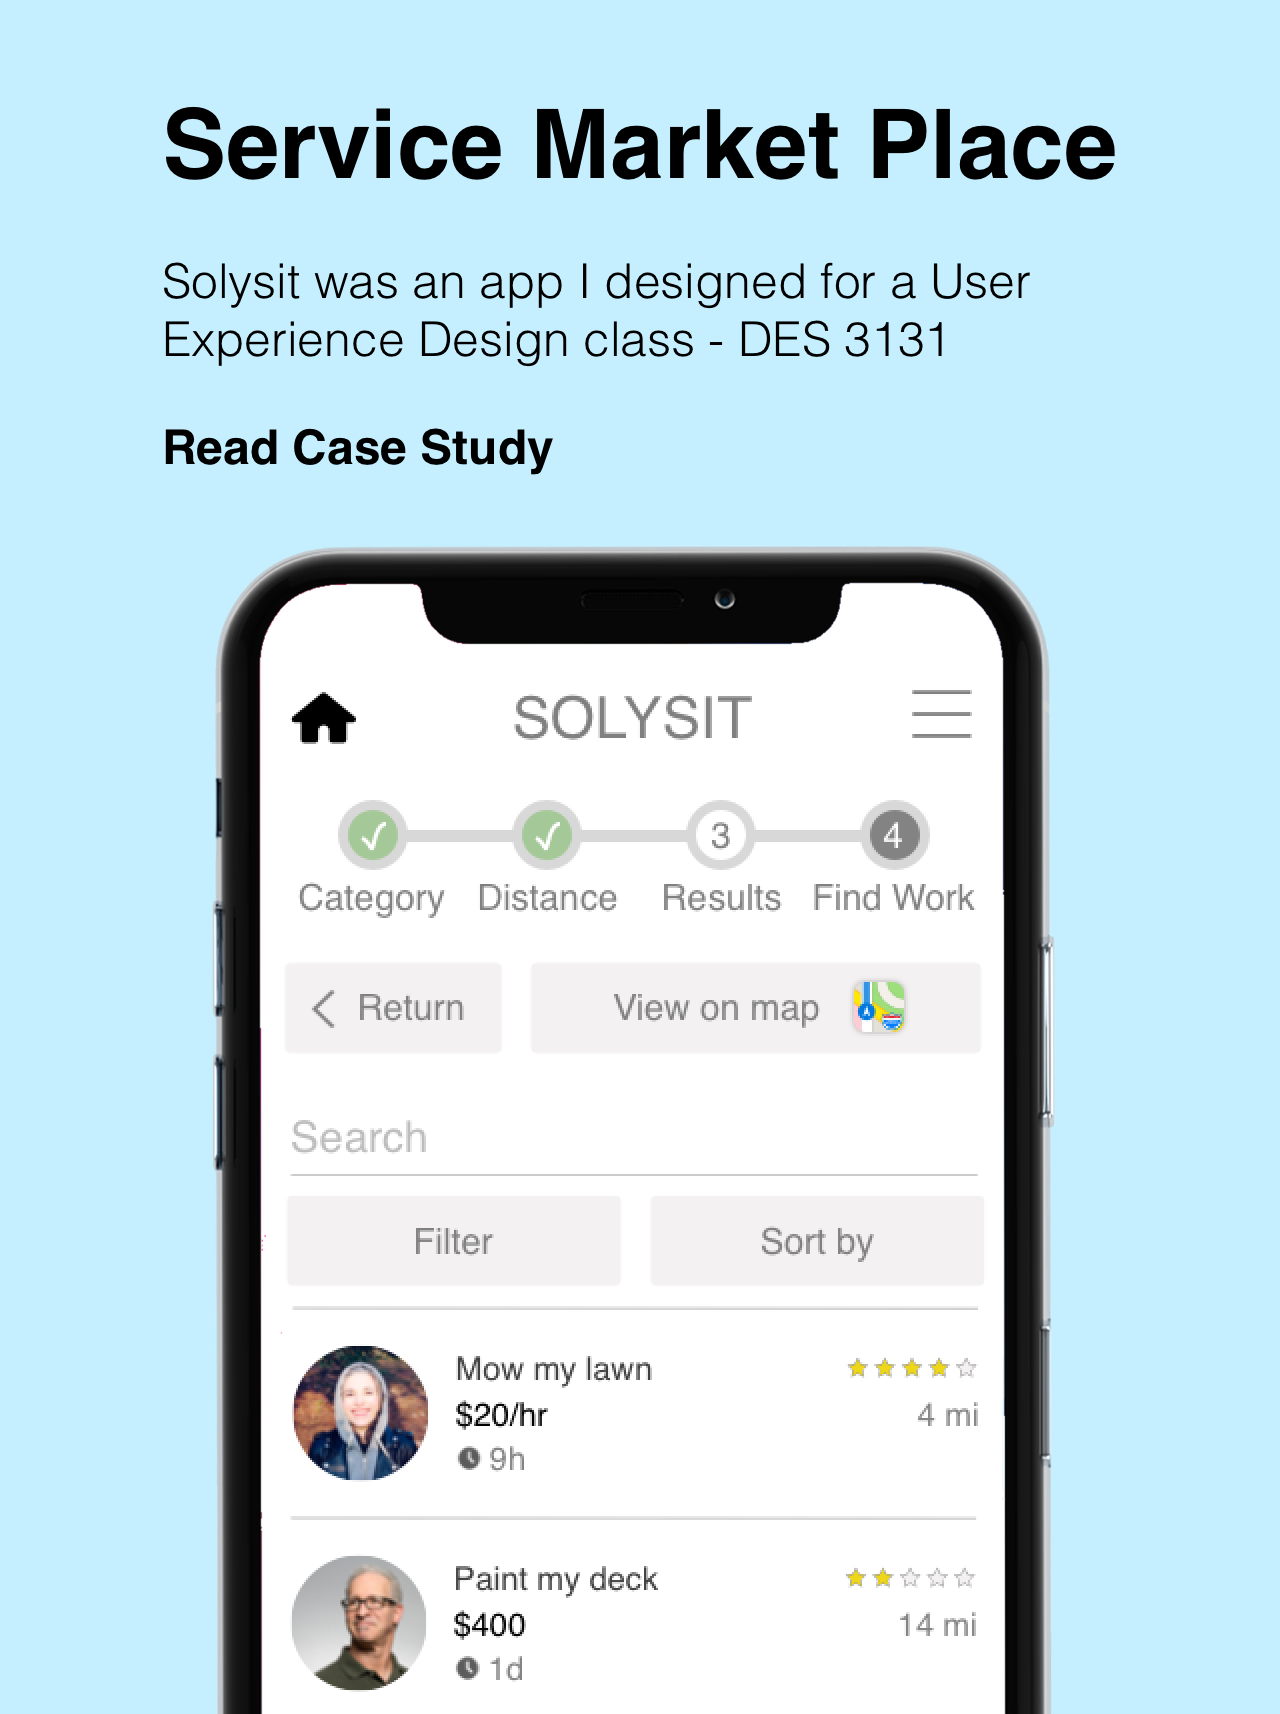 Service Market Place
Solysit was an app I designed for a User
Experience Design class - DES 3131
Read Case Study
SOLYSIT
3 4
Category Distance Results Find Work
Return View on map
Search
Filter Sort by
Mow my lawn
$20/hr 4 mi
9h
Paint my deck
$400 14 mi
1d